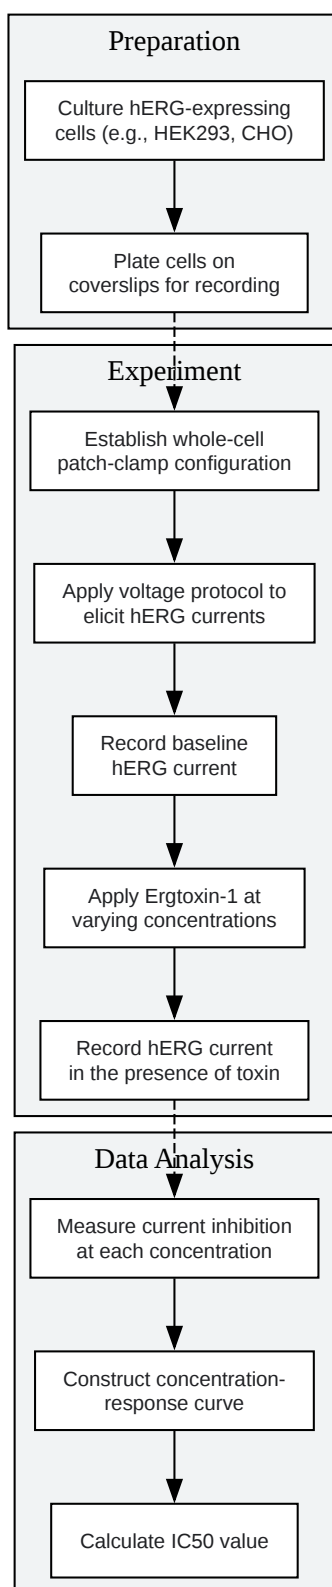 Preparation
Culture hERG-expressing
cells (e.g., HEK293, CHO)
Plate cells on
coverslips for recording
Experiment
Establish whole-cell
patch-clamp configuration
Apply voltage protocol to
elicit hERG currents
Record baseline
hERG current
Apply Ergtoxin-1 at
varying concentrations
Record hERG current
in the presence of toxin
Data Analysis
Measure current inhibition
at each concentration
Construct concentration-
response curve
Calculate IC50 value